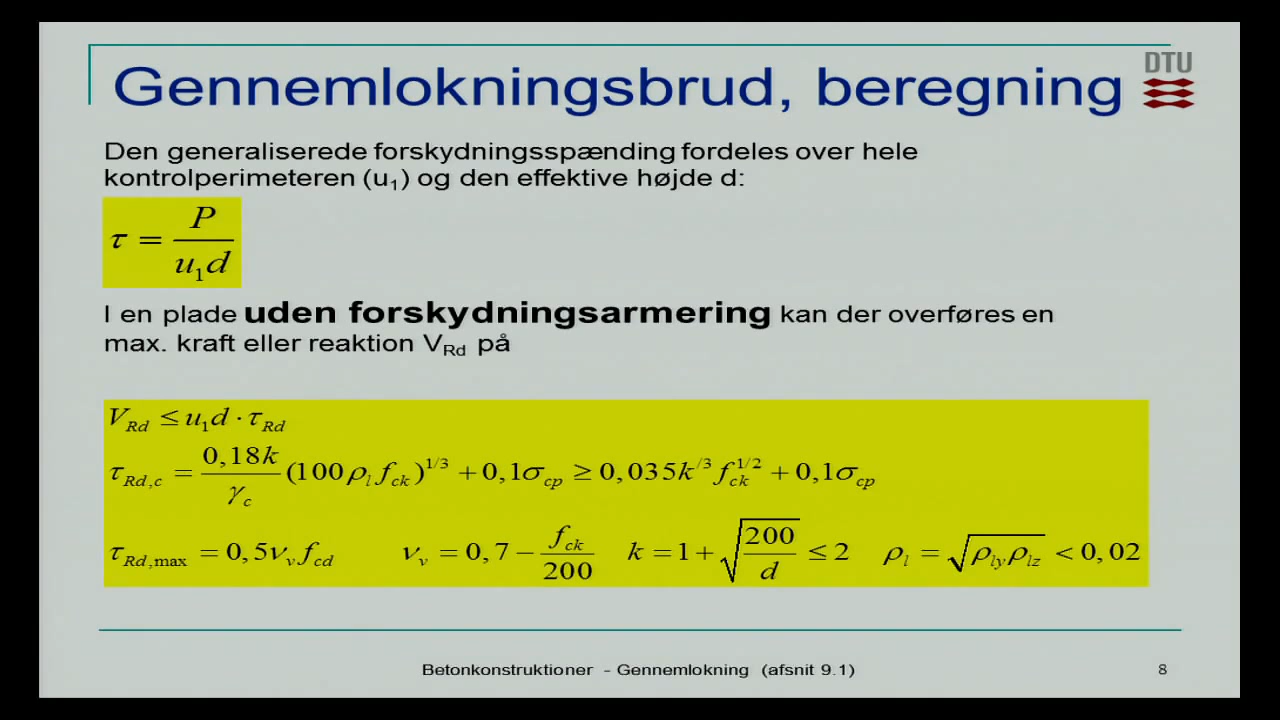 Gennemlokningsbrud, beregning
DTU
Den generaliserede forskydningsspænding fordeles over hele
kontrolperimeteren (u₁) og den effektive højde d:
τ = P / u₁d
I en plade uden forskydningsarmering kan der overføres en
max. kraft eller reaktion V_Rd på
V_Rd ≤ u₁d · τ_Rd
τ_Rd,c = 0,18k / γ_c (100 ρ_l f_ck)^1/3 + 0,1σ_cp ≥ 0,035k^/3 f_ck^1/2 + 0,1σ_cp
τ_Rd,max = 0,5ν_v f_cd ν_v = 0,7 − f_ck / 200 k = 1 + √(200 / d) ≤ 2 ρ_l = √(ρ_ly ρ_lz) < 0,02
Betonkonstruktioner - Gennemlokning (afsnit 9.1) 8